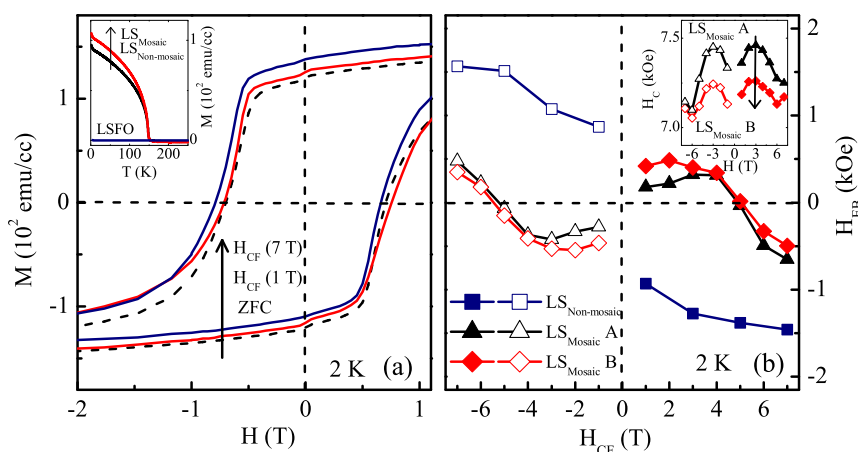 LS_Mosaic
LS_Non-mosaic
LSFO
0
100
200
T (K)
0
1
M (10^2 emu/cc)
1
0
-1
M (10^2 emu/cc)
H_CF (7 T)
H_CF (1 T)
ZFC
2 K
(a)
-2
-1
0
1
H (T)
LS_Mosaic A
7.5
7.0
H_C (kOe)
LS_Mosaic B
-6
-3
0
3
6
H (T)
2
1
0
-1
-2
H_EB (kOe)
LS_Non-mosaic
LS_Mosaic A
LS_Mosaic B
2 K
(b)
-6
-4
-2
0
2
4
6
H_CF (T)